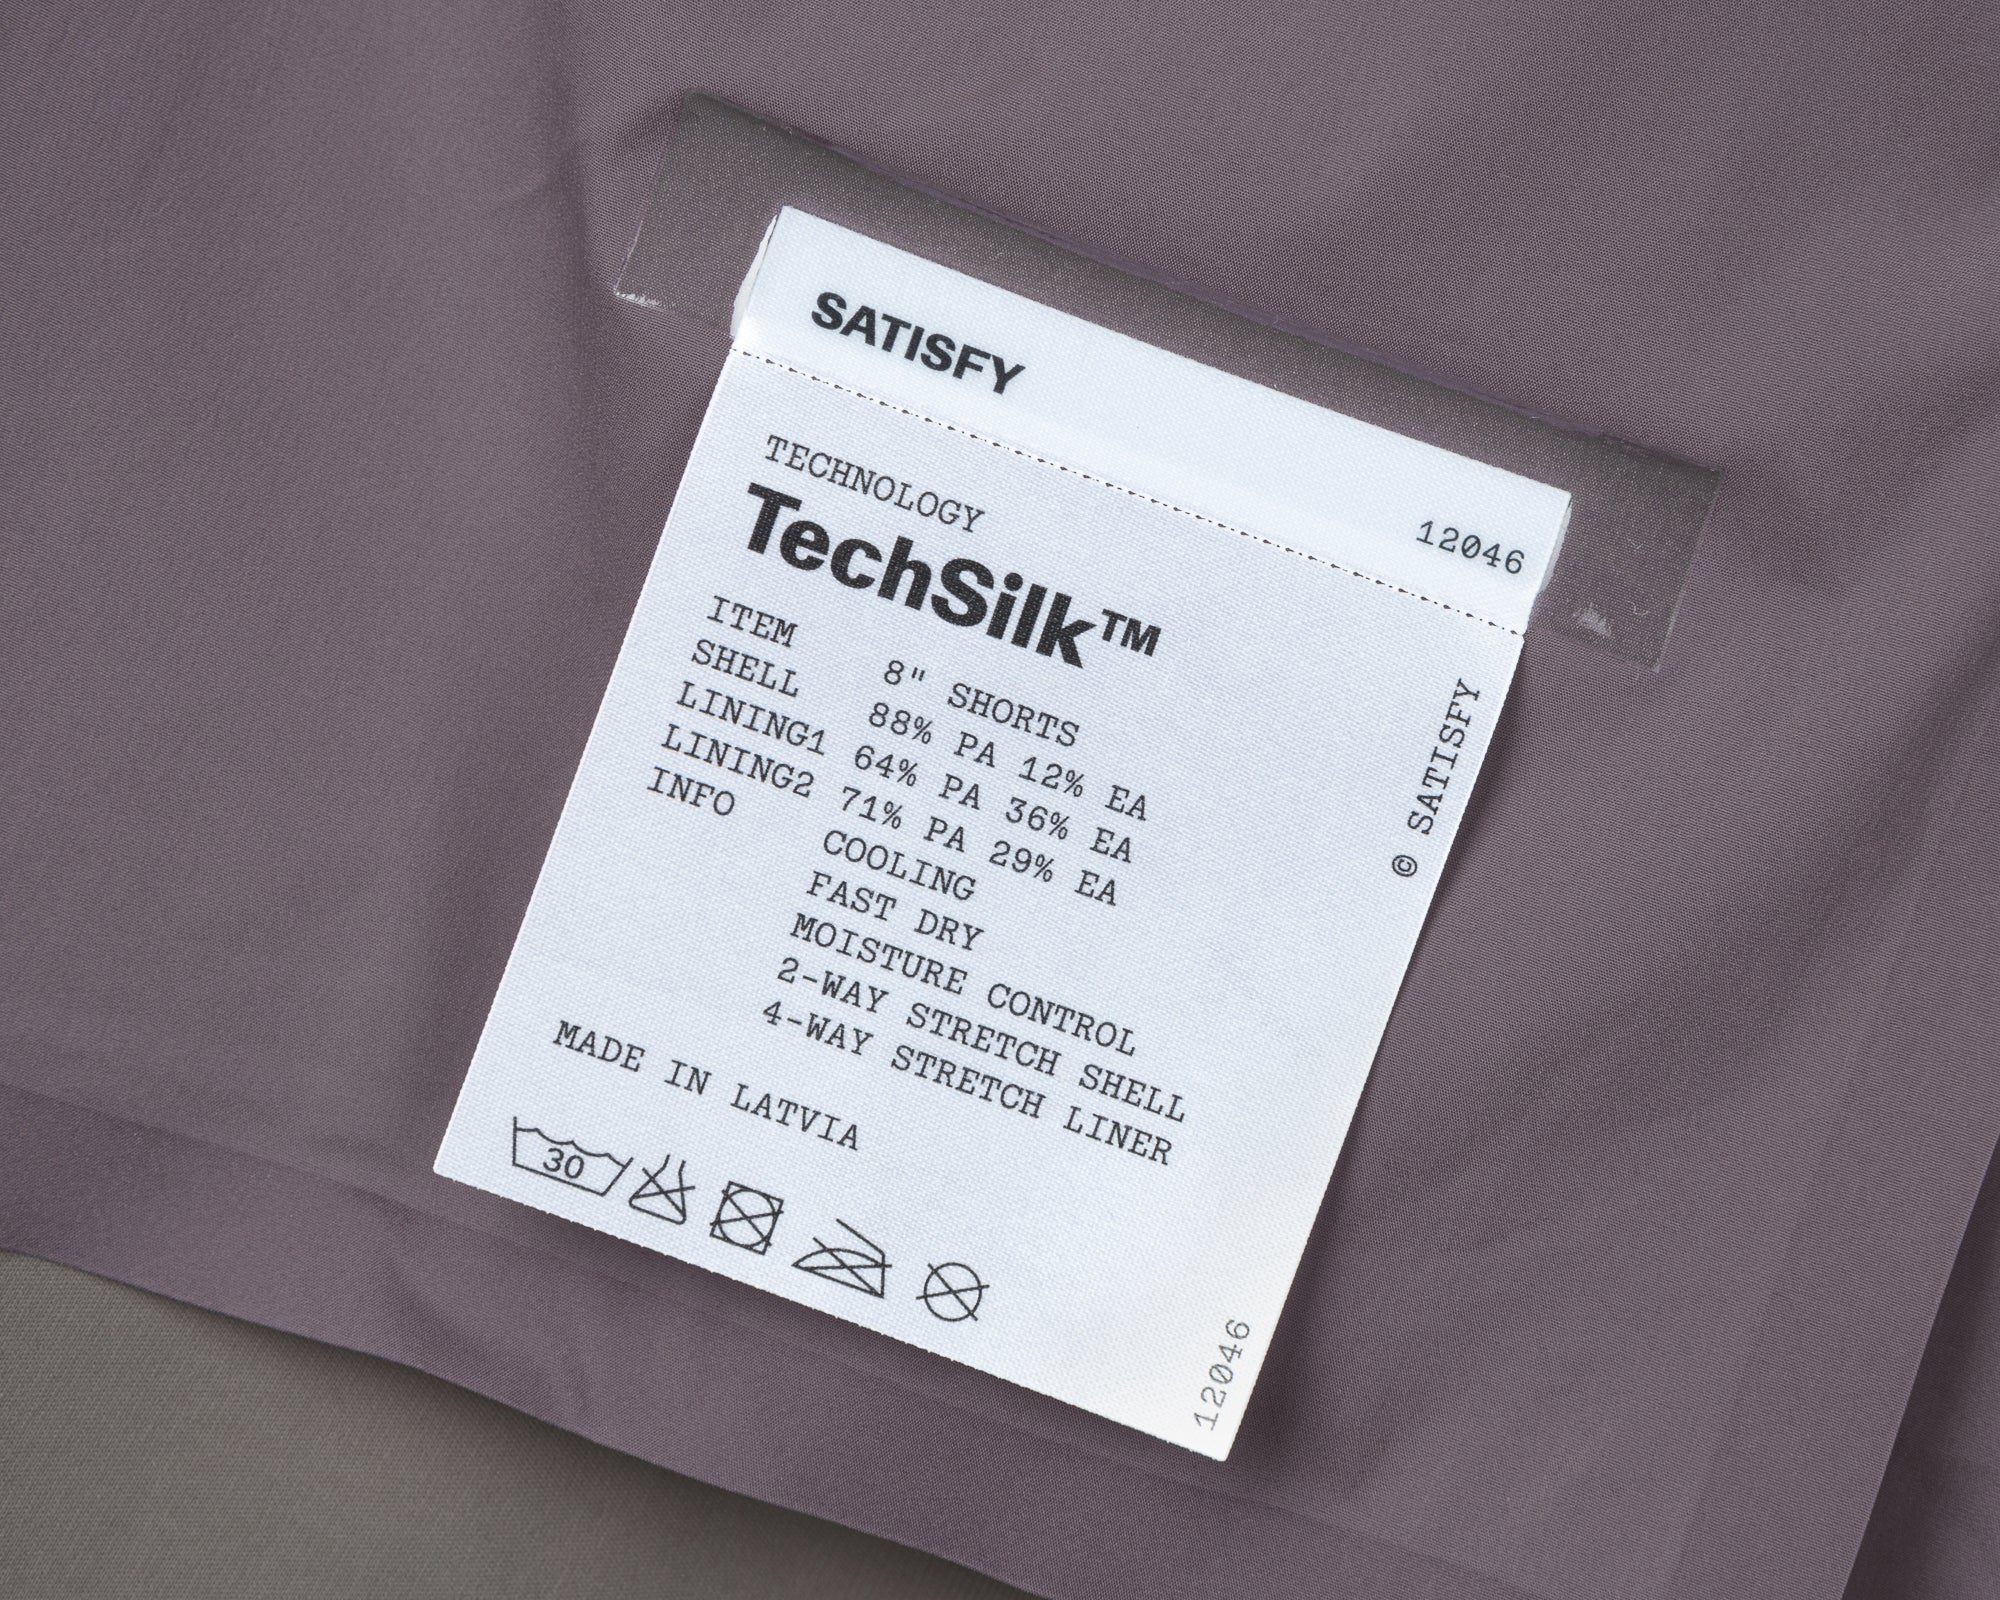 SATISFY
12046
TECHNOLOGY
TechSilk™
ITEM 8" SHORTS
SHELL 88% PA 12% EA
LINING1 64% PA 36% EA
LINING2 71% PA 29% EA
INFO COOLING
FAST DRY
MOISTURE CONTROL
2-WAY STRETCH SHELL
4-WAY STRETCH LINER
MADE IN LATVIA
30
© SATISFY
12046